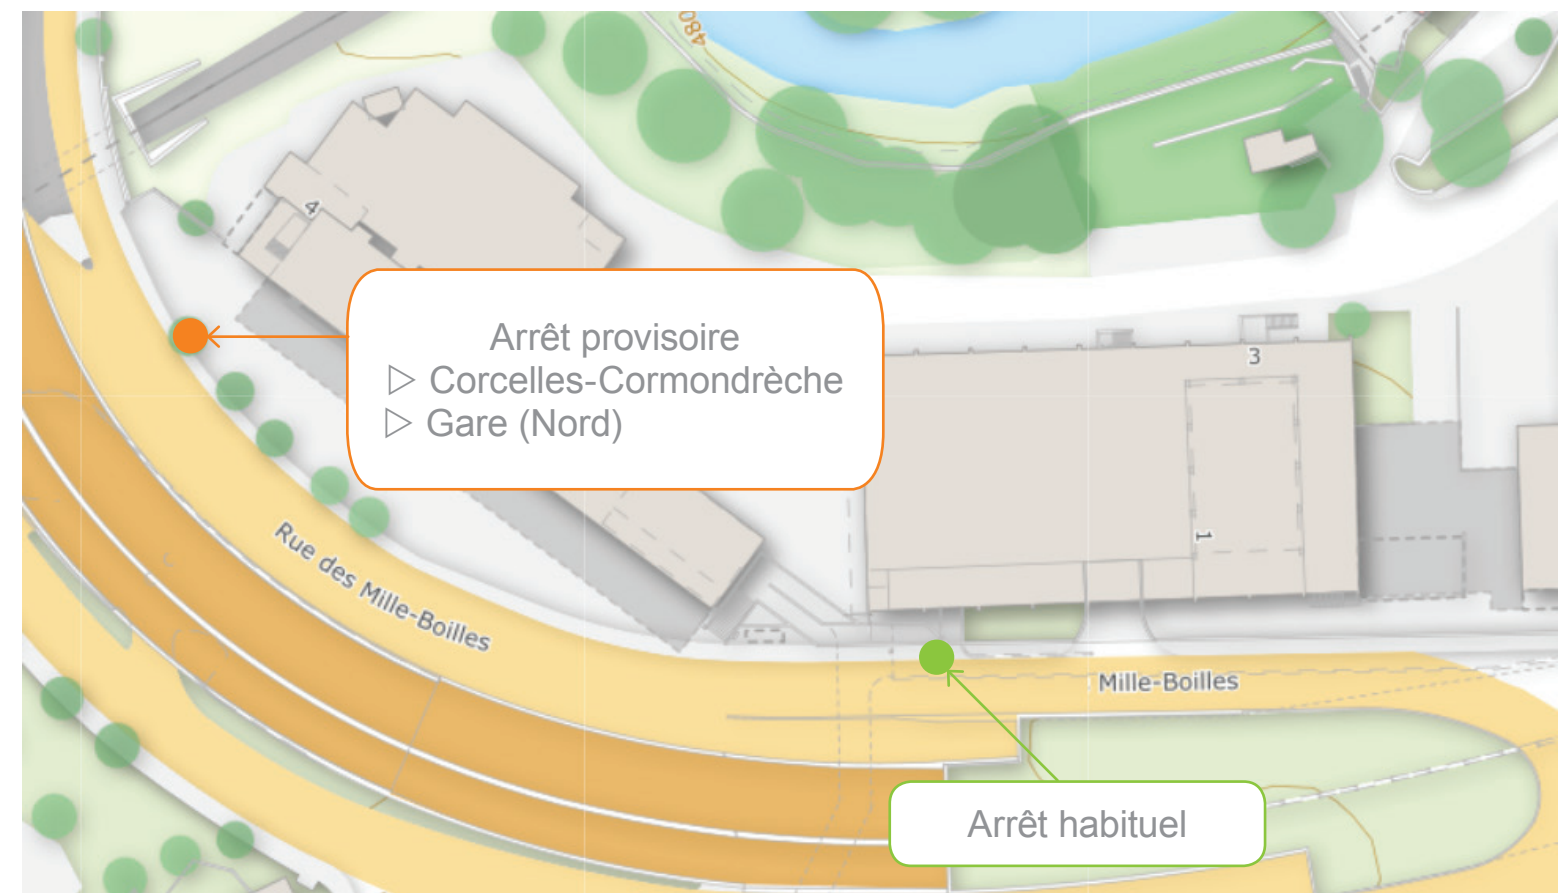 480
4
Arrêt provisoire
▷ Corcelles-Cormondrèche
▷ Gare (Nord)
3
1
Rue des Mille-Boilles
Mille-Boilles
Arrêt habituel